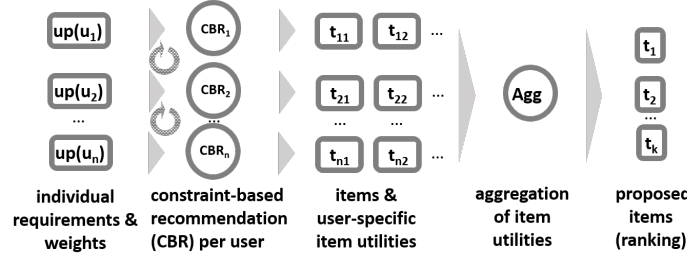 up(u1) CBR1 t11 t12 ... t1
up(u2) CBR2 t21 t22 ... Agg t2
... ... ... ... ...
up(un) CBRn tn1 tn2 ... tk
individual constraint-based items & aggregation proposed
requirements & recommendation user-specific of item items
weights (CBR) per user item utilities utilities (ranking)